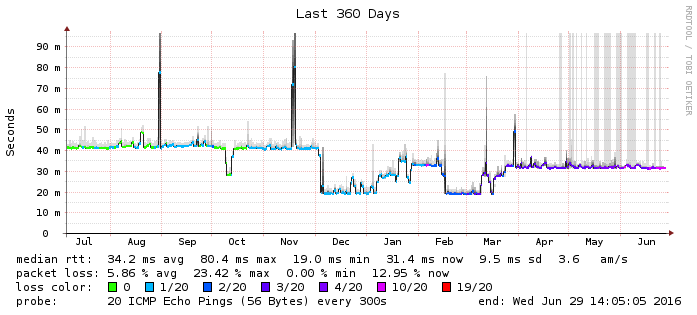 Last 360 Days
RRDTOOL / TOBI OETIKER
Seconds
90 m
80 m
70 m
60 m
50 m
40 m
30 m
20 m
10 m
0
Jul Aug Sep Oct Nov Dec Jan Feb Mar Apr May Jun
median rtt: 34.2 ms avg 80.4 ms max 19.0 ms min 31.4 ms now 9.5 ms sd 3.6 am/s
packet loss: 5.86 % avg 23.42 % max 0.00 % min 12.95 % now
loss color: 0 1/20 2/20 3/20 4/20 10/20 19/20
probe: 20 ICMP Echo Pings (56 Bytes) every 300s end: Wed Jun 29 14:05:05 2016